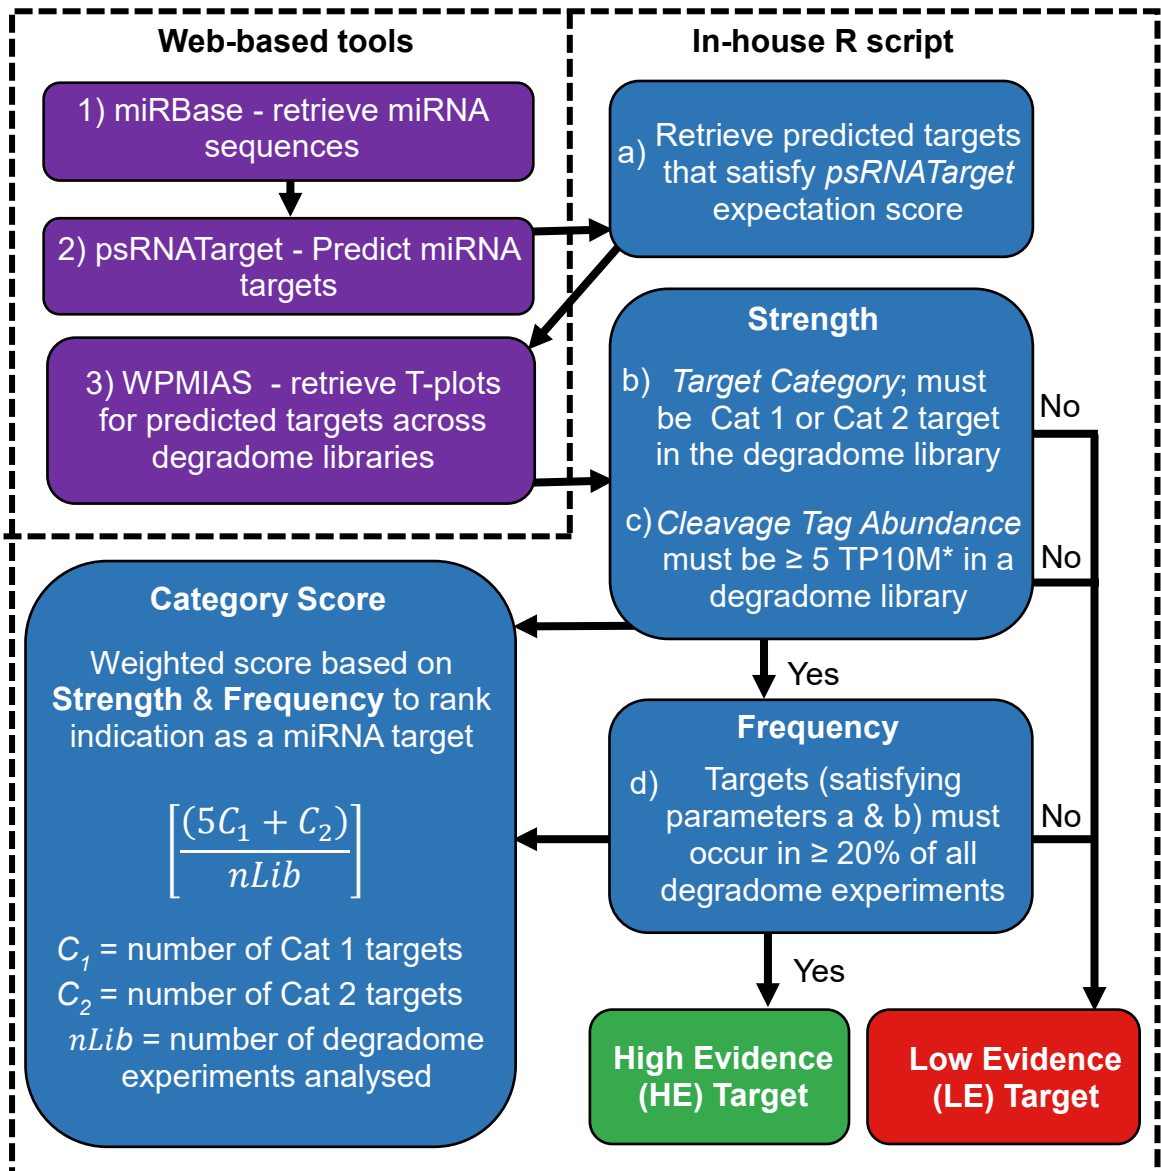 Web-based tools
1) miRBase - retrieve miRNA
sequences
2) psRNATarget - Predict miRNA
targets
3) WPMIAS - retrieve T-plots
for predicted targets across
degradome libraries
In-house R script
a) Retrieve predicted targets
that satisfy psRNATarget
expectation score
Strength
b) Target Category; must
be Cat 1 or Cat 2 target
in the degradome library
c) Cleavage Tag Abundance
must be ≥ 5 TP10M* in a
degradome library
No
No
Yes
Frequency
d) Targets (satisfying
parameters a & b) must
occur in ≥ 20% of all
degradome experiments
No
Yes
High Evidence
(HE) Target
Low Evidence
(LE) Target
Category Score
Weighted score based on
Strength & Frequency to rank
indication as a miRNA target
[(5C₁ + C₂)
nLib]
C₁ = number of Cat 1 targets
C₂ = number of Cat 2 targets
nLib = number of degradome
experiments analysed